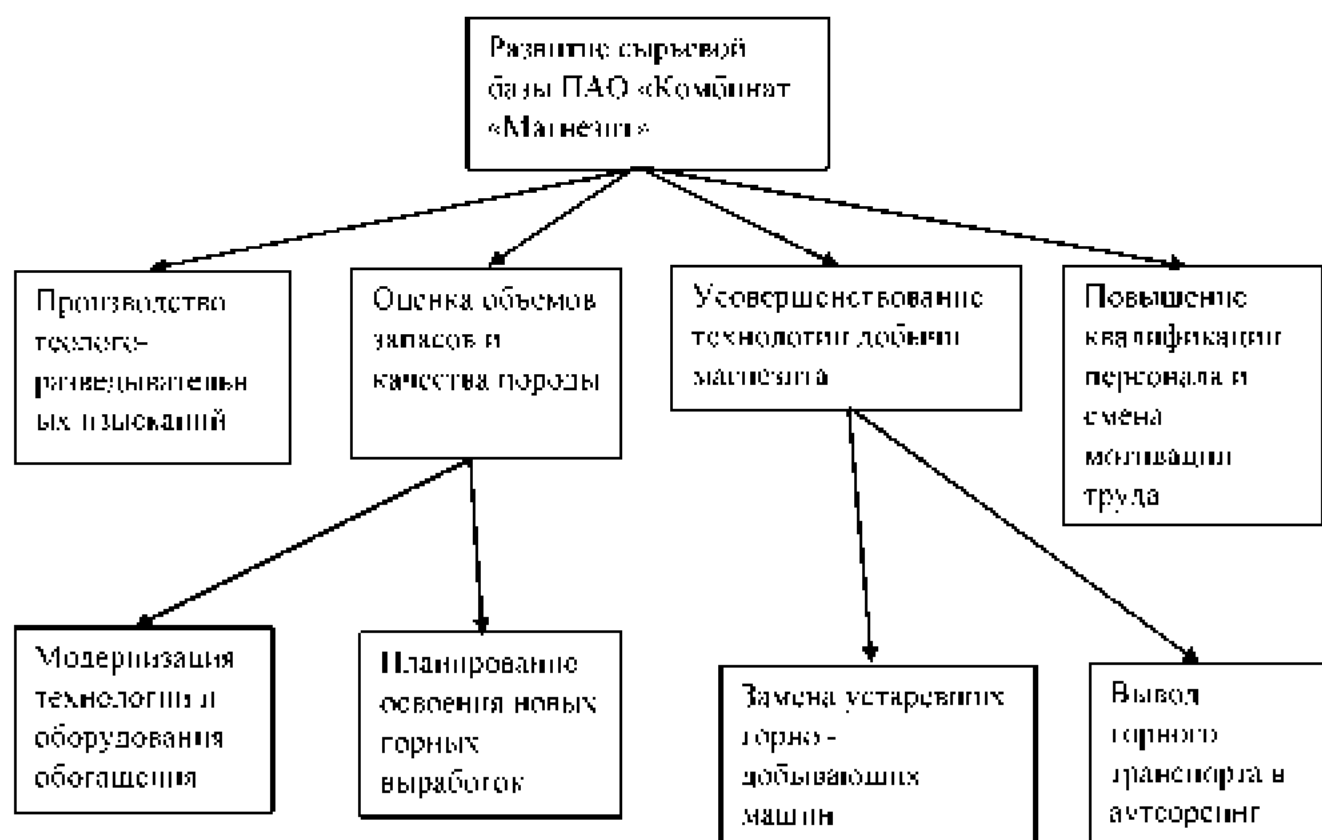 Развитие сырьевой
базы ПАО «Комбинат
«Магнезит»
Производство
геолого-
разведывательн
ых изысканий
Оценка объемов
запасов и
качества породы
Усовершенствование
технологии добычи
магнезита
Повышение
квалификации
персонала и
смена
мотивации
труда
Модернизация
технологии и
оборудования
обогащения
Планирование
освоения новых
горных
выработок
Замена устаревших
горно -
добывающих
машин
Вывод
горного
транспорта в
аутсорсинг